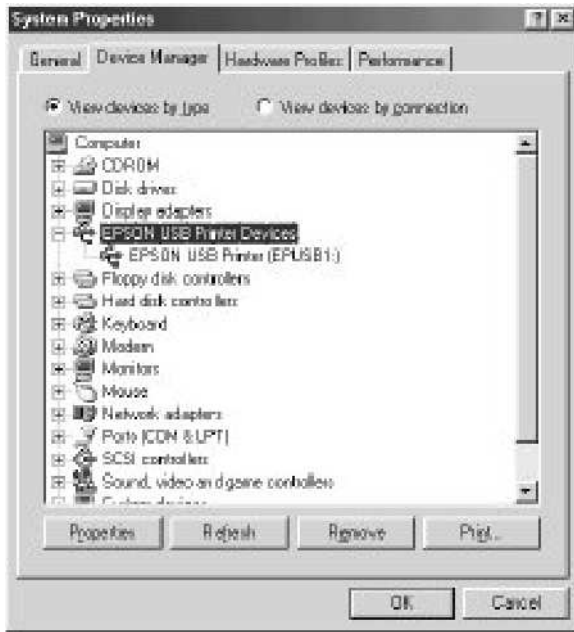 System Properties
General Device Manager Hardware Profiles Performance
View devices by type View devices by connection
Computer
CDROM
Disk drives
Display adapters
EPSON USB Printer Devices
EPSON USB Printer (EPUSB1:)
Floppy disk controllers
Hard disk controllers
Keyboard
Modem
Monitors
Mouse
Network adapters
Ports (COM & LPT)
SCSI controllers
Sound, video and game controllers
System devices
Properties Refresh Remove Print...
OK Cancel